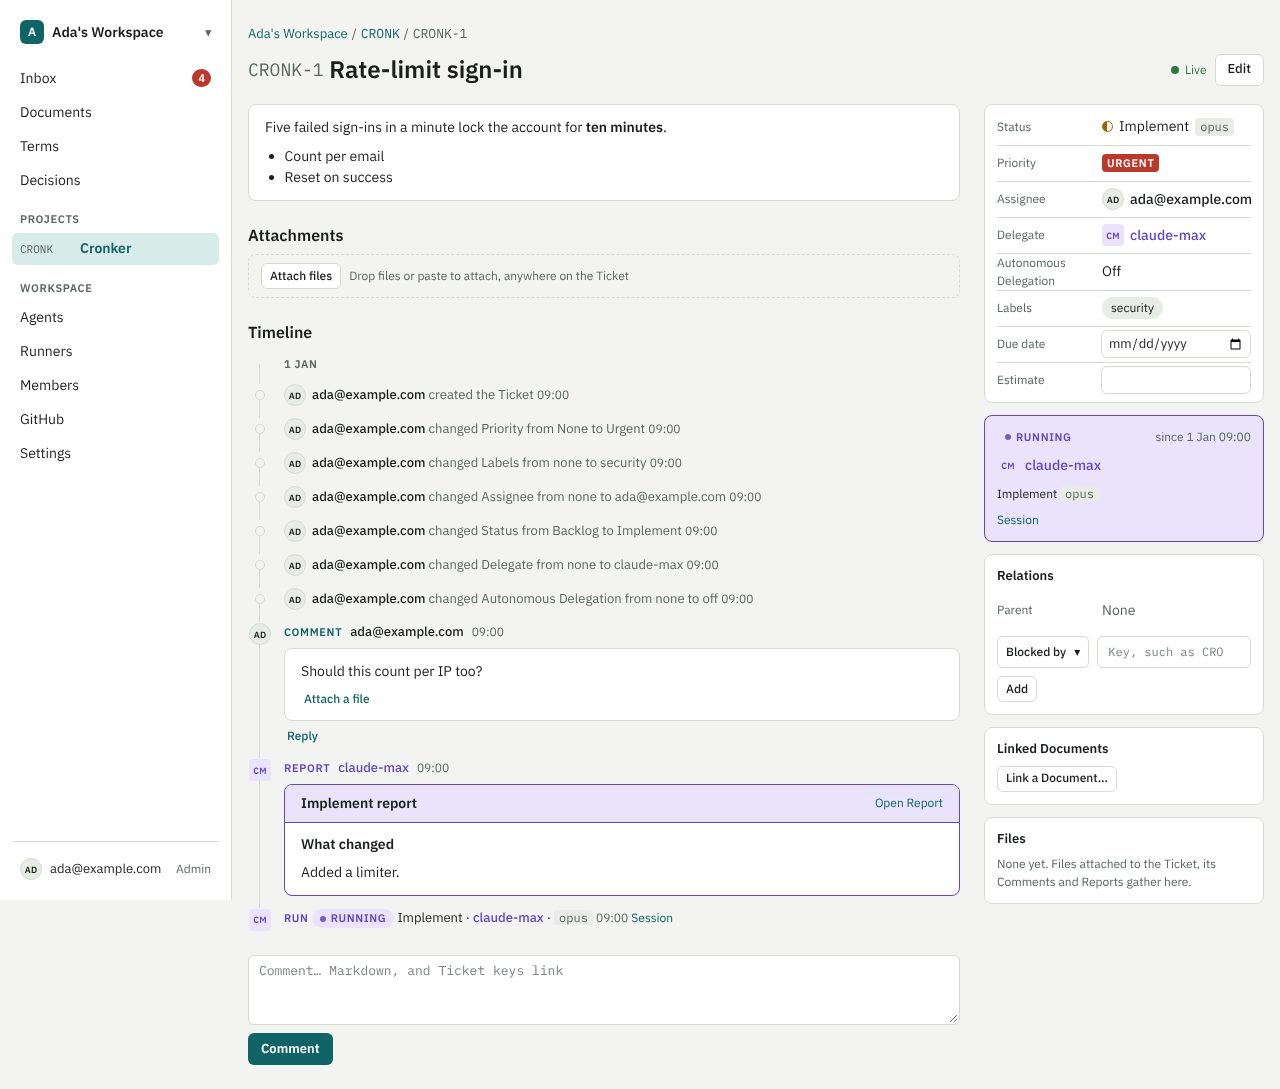 A Ada's Workspace ▾
Inbox 4
Documents
Terms
Decisions
PROJECTS
CRONK Cronker
WORKSPACE
Agents
Runners
Members
GitHub
Settings
AD ada@example.com Admin
Ada's Workspace / CRONK / CRONK-1
CRONK-1 Rate-limit sign-in
Live Edit
Five failed sign-ins in a minute lock the account for ten minutes.
• Count per email
• Reset on success
Attachments
Attach files Drop files or paste to attach, anywhere on the Ticket
Timeline
1 JAN
AD ada@example.com created the Ticket 09:00
AD ada@example.com changed Priority from None to Urgent 09:00
AD ada@example.com changed Labels from none to security 09:00
AD ada@example.com changed Assignee from none to ada@example.com 09:00
AD ada@example.com changed Status from Backlog to Implement 09:00
AD ada@example.com changed Delegate from none to claude-max 09:00
AD ada@example.com changed Autonomous Delegation from none to off 09:00
AD COMMENT ada@example.com 09:00
Should this count per IP too?
Attach a file
Reply
CM REPORT claude-max 09:00
Implement report Open Report
What changed
Added a limiter.
CM RUN RUNNING Implement · claude-max · opus 09:00 Session
Comment… Markdown, and Ticket keys link
Comment
Status Implement opus
Priority URGENT
Assignee AD ada@example.com
Delegate CM claude-max
Autonomous
Delegation Off
Labels security
Due date mm/dd/yyyy
Estimate
RUNNING since 1 Jan 09:00
CM claude-max
Implement opus
Session
Relations
Parent None
Blocked by ▾ Key, such as CRO
Add
Linked Documents
Link a Document…
Files
None yet. Files attached to the Ticket, its
Comments and Reports gather here.